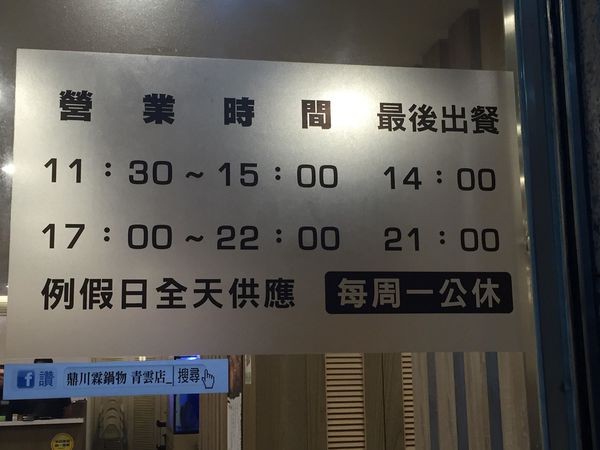 營業時間 最後出餐
11：30～15：00 14：00
17：00～22：00 21：00
例假日全天供應 每周一公休
f 讚 鼎川霖鍋物 青雲店_ 搜尋